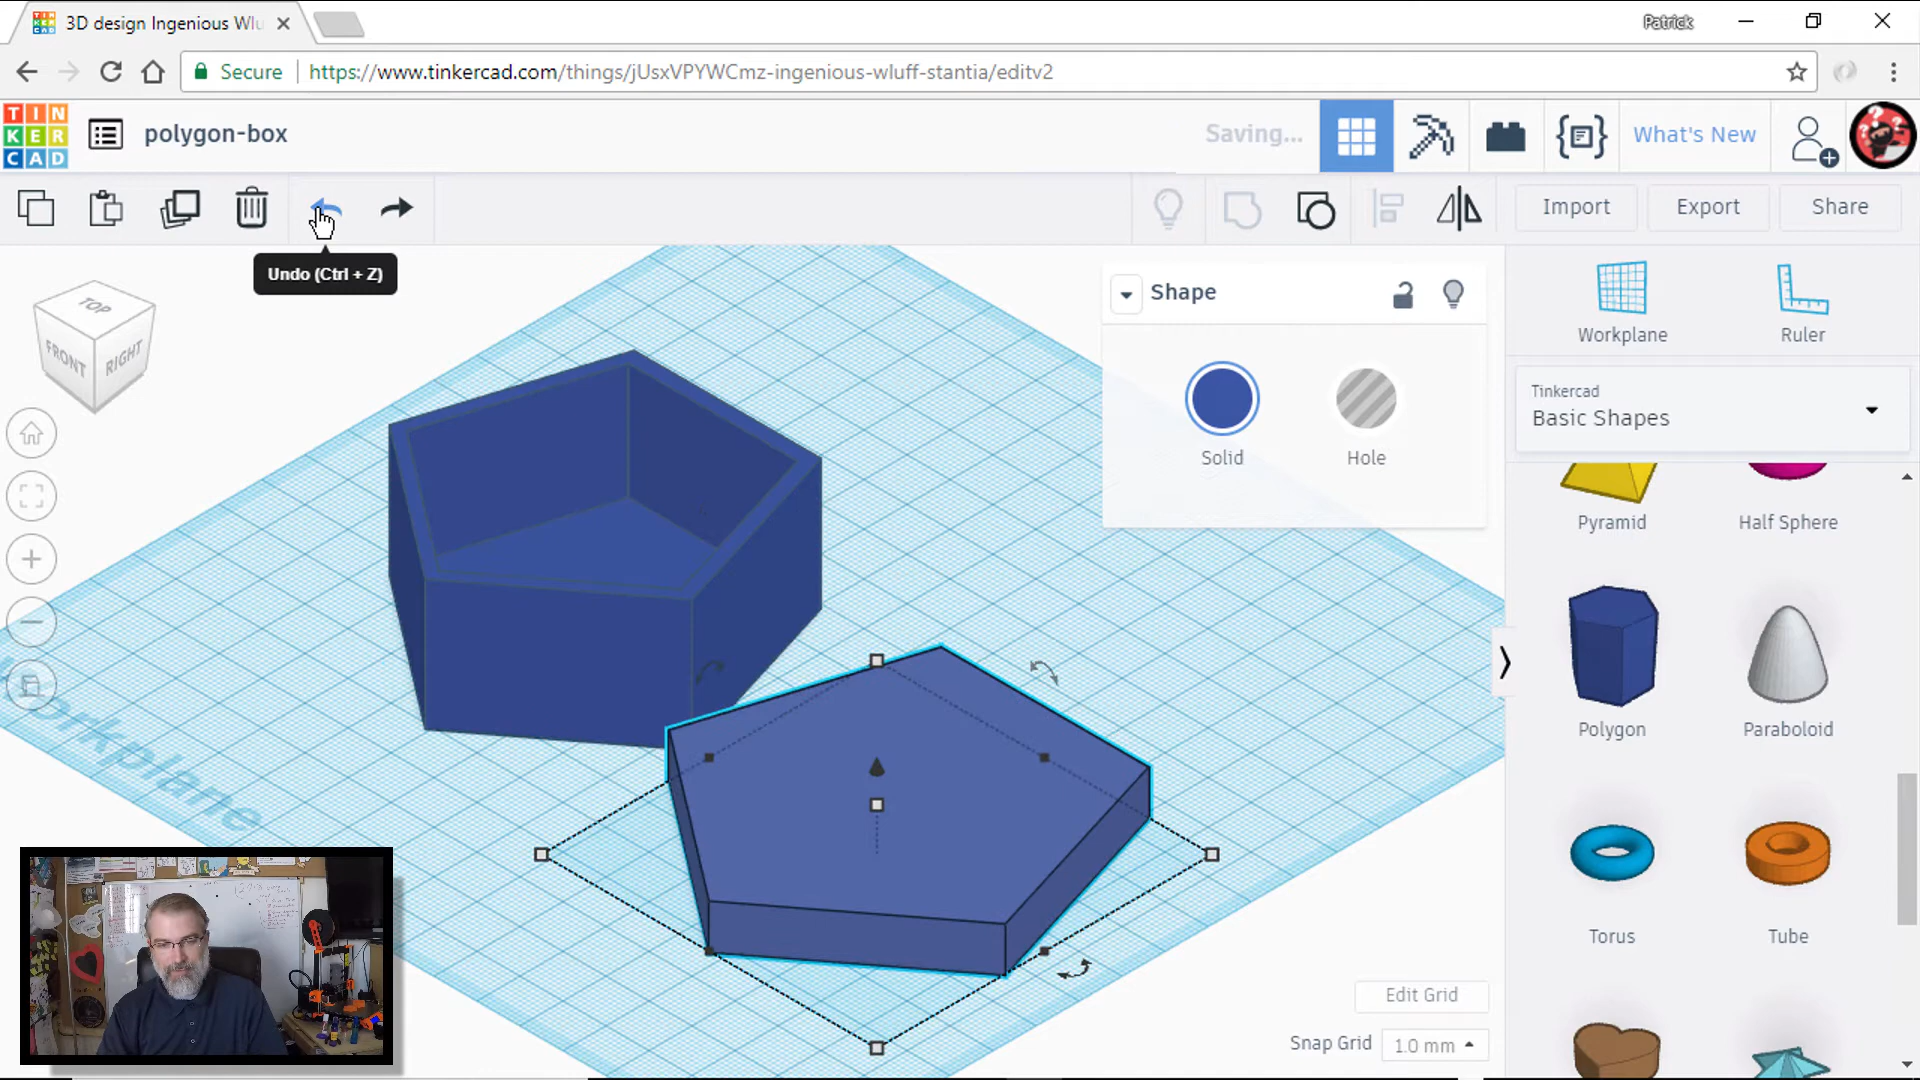 3D design Ingenious Wlu
Patrick
Secure
https://www.tinkercad.com/things/jUsxVPYWCmz-ingenious-wluff-stantia/editv2
TIN
KER
CAD
polygon-box
Saving...
What's New
Import
Export
Share
Undo (Ctrl + Z)
TOP
FRONT
RIGHT
Shape
Solid
Hole
Workplane
Ruler
Tinkercad
Basic Shapes
Pyramid
Half Sphere
Polygon
Paraboloid
Torus
Tube
Workplane
Edit Grid
Snap Grid
1.0 mm